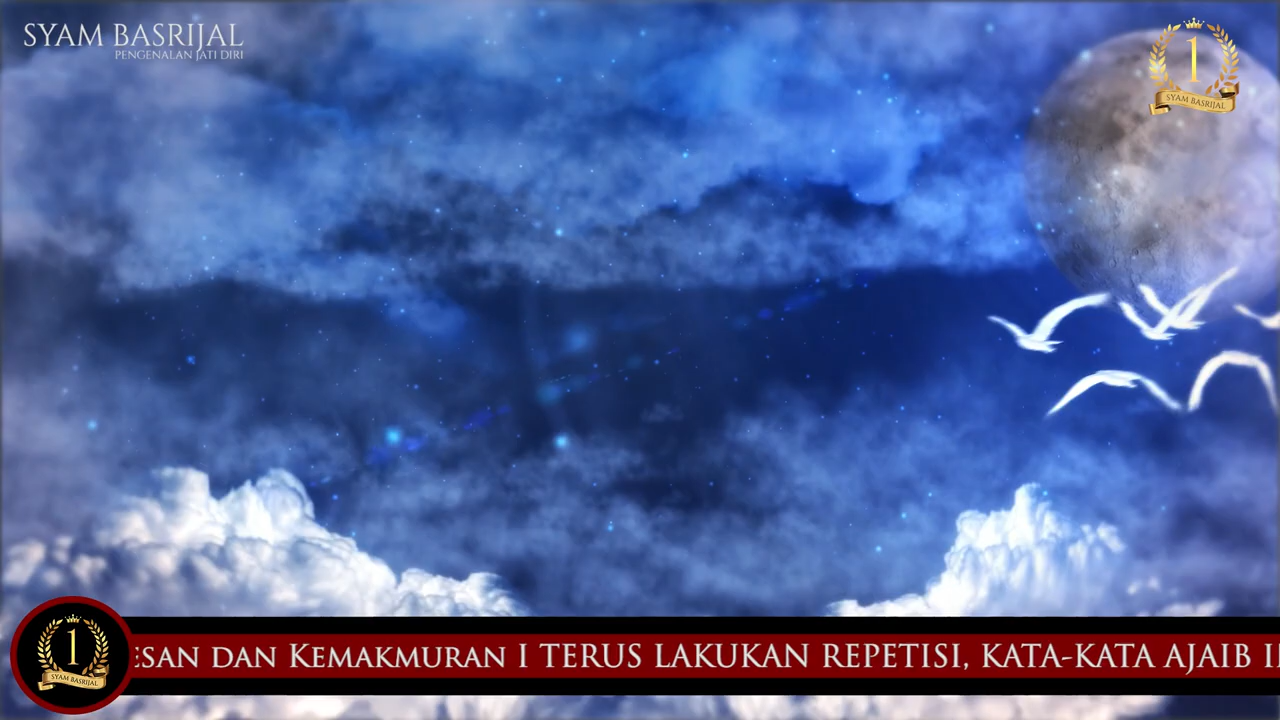 SYAM BASRIJAL
PENGENALAN JATI DIRI
1
SYAM BASRIJAL
1
SYAM BASRIJAL
DAN KEMAKMURAN I TERUS LAKUKAN REPETISI, KATA-KATA AJAIB